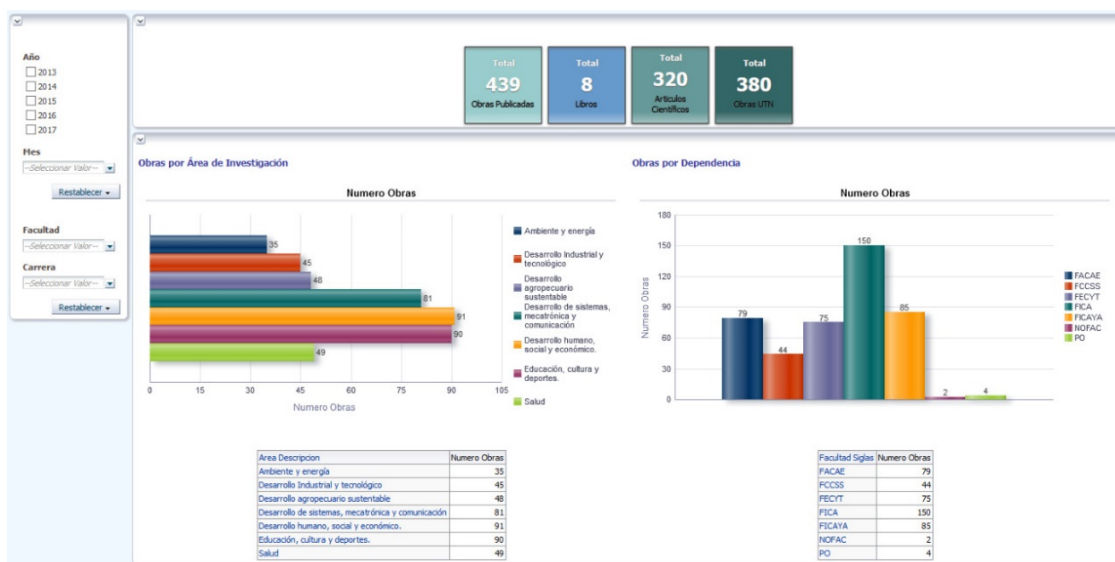 Año
2013
2014
2015
2016
2017
Mes
--Seleccionar Valor--
Restablecer
Facultad
--Seleccionar Valor--
Carrera
--Seleccionar Valor--
Restablecer
Total
439
Obras Publicadas
Total
8
Libros
Total
320
Artículos
Científicos
Total
380
Obras UTN
Obras por Área de Investigación
Numero Obras
35
45
48
81
91
90
49
0 15 30 45 60 75 90 105
Numero Obras
Ambiente y energía
Desarrollo Industrial y
tecnológico
Desarrollo
agropecuario
sustentable
Desarrollo de sistemas,
mecatrónica y
comunicación
Desarrollo humano,
social y económico.
Educación, cultura y
deportes.
Salud
Area Descripcion Numero Obras
Ambiente y energía 35
Desarrollo Industrial y tecnológico 45
Desarrollo agropecuario sustentable 48
Desarrollo de sistemas, mecatrónica y comunicación 81
Desarrollo humano, social y económico. 91
Educación, cultura y deportes. 90
Salud 49
Obras por Dependencia
Numero Obras
180
150
120
90
60
30
0
Numero Obras
79
44
75
150
85
2
4
FACAE
FCCSS
FECYT
FICA
FICAYA
NOFAC
PO
Facultad Siglas Numero Obras
FACAE 79
FCCSS 44
FECYT 75
FICA 150
FICAYA 85
NOFAC 2
PO 4